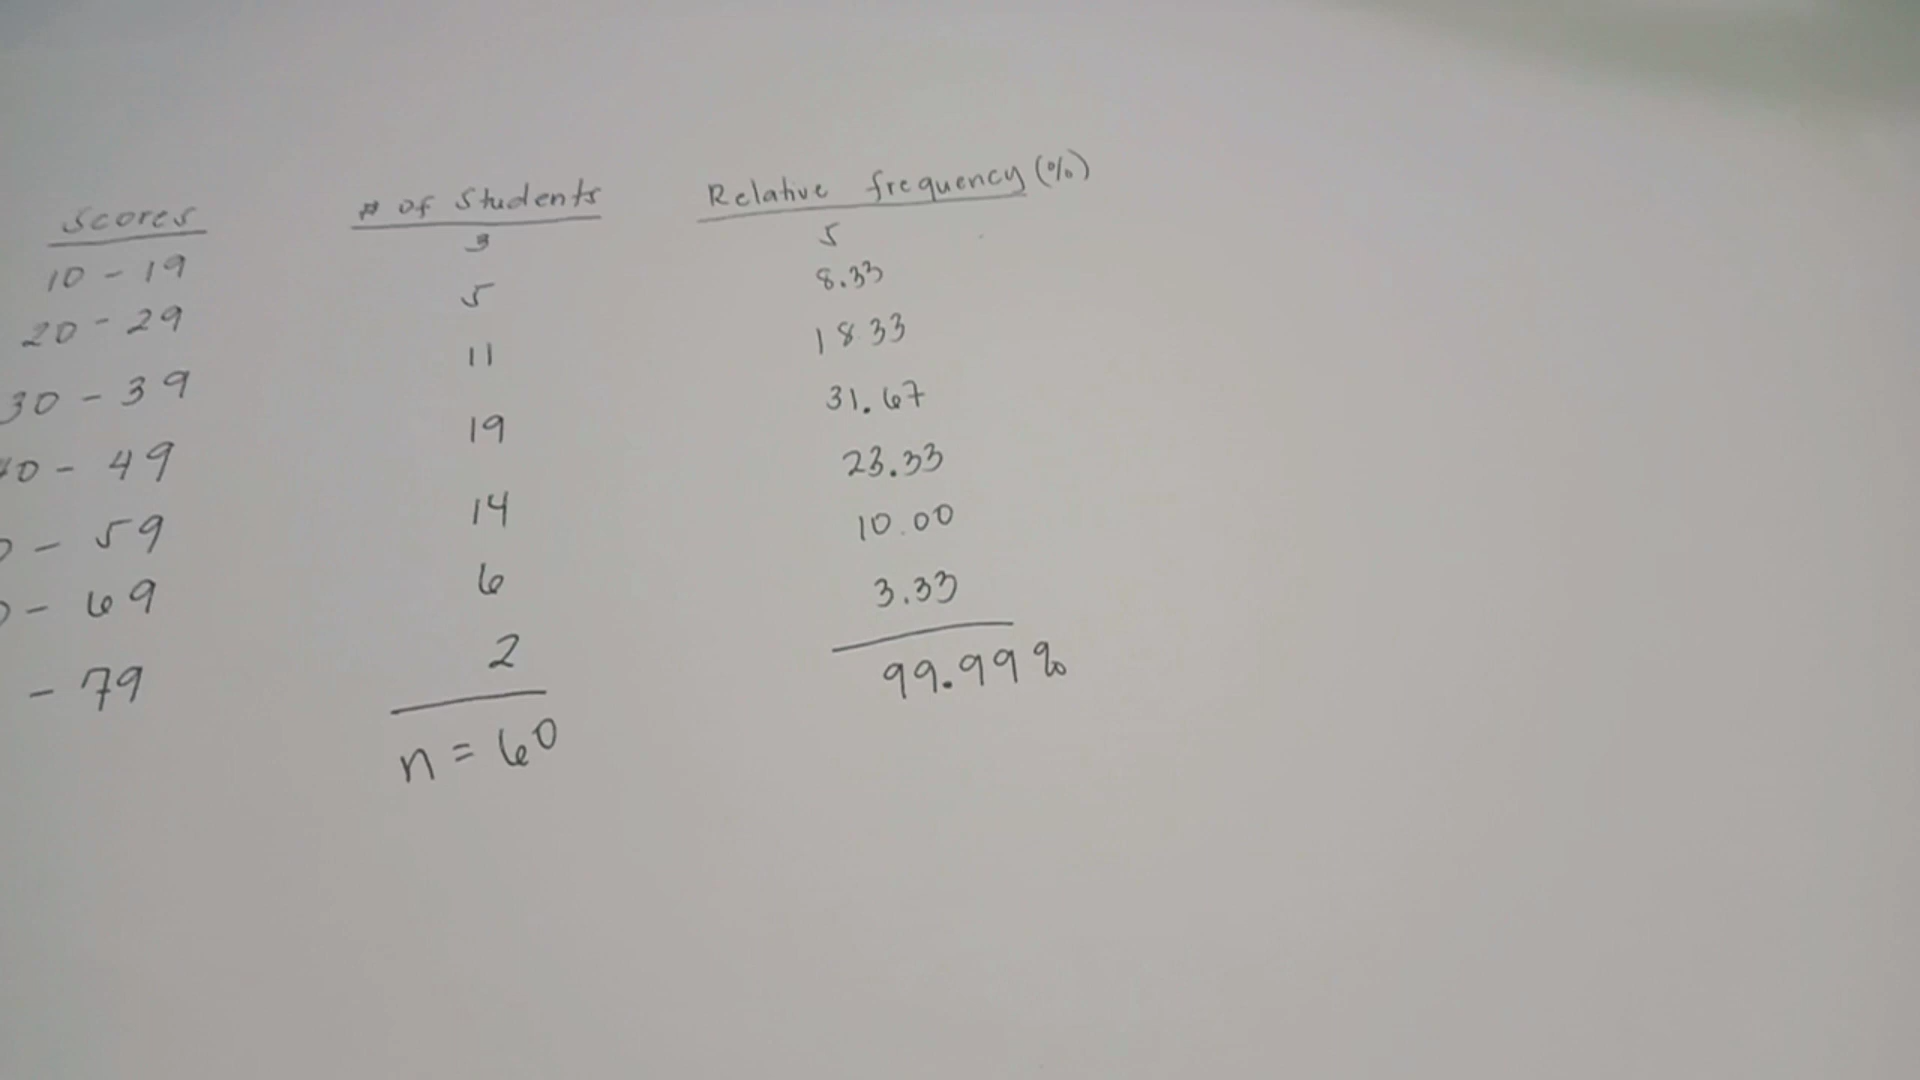 Scores # of Students Relative frequency (%)
10 - 19 3 5
20 - 29 5 8.33
30 - 39 11 18.33
0 - 49 19 31.67
- 59 14 23.33
- 69 6 10.00
- 79 2 3.33
n = 60 99.99%